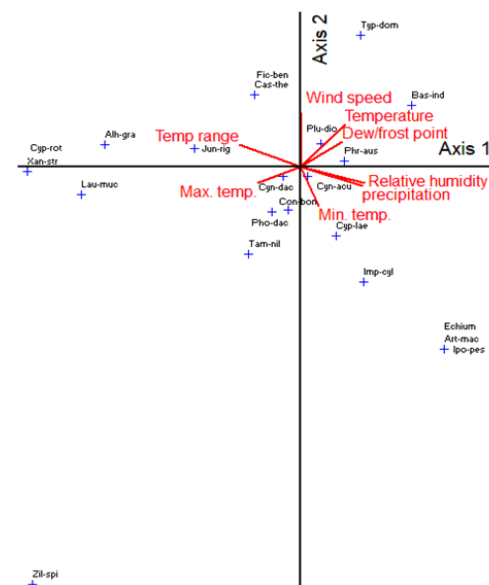 Typ-dom
Axis 2
Fic-ben
Cas-the
Bas-ind
Wind speed
Temperature
Plu-dio
Dew/frost point
Alh-gra
Temp range
Cyp-rot
Jun-rig
Phr-aus
Axis 1
Xan-str
Lau-muc
Max. temp.
Cyn-dac
Cyn-acu
Relative humidity
precipitation
Con-bon
Min. temp.
Pho-dac
Cyp-lae
Tam-nil
Imp-cyl
Echium
Art-mac
Ipo-pes
Zil-spi